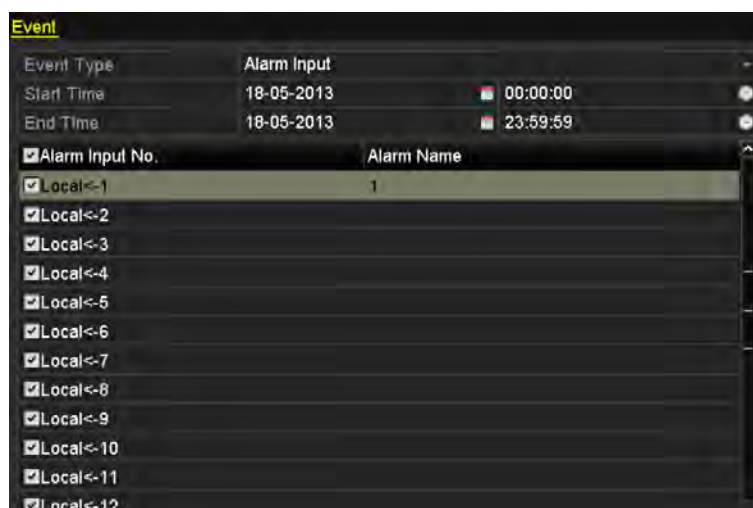 Event
Event Type Alarm Input
Start Time 18-05-2013 00:00:00
End Time 18-05-2013 23:59:59
Alarm Input No. Alarm Name
Local<-1 1
Local<-2
Local<-3
Local<-4
Local<-5
Local<-6
Local<-7
Local<-8
Local<-9
Local<-10
Local<-11
Local<-12